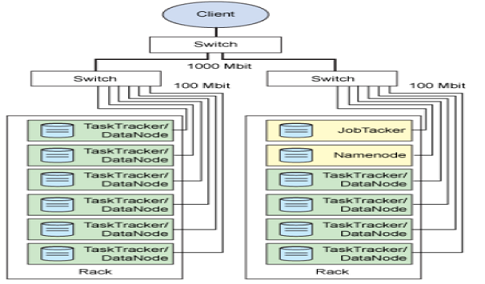 Client
Switch
1000 Mbit
Switch
Switch
100 Mbit
100 Mbit
TaskTracker/
DataNode
TaskTracker/
DataNode
TaskTracker/
DataNode
TaskTracker/
DataNode
TaskTracker/
DataNode
TaskTracker/
DataNode
Rack
JobTacker
Namenode
TaskTracker/
DataNode
TaskTracker/
DataNode
TaskTracker/
DataNode
TaskTracker/
DataNode
Rack